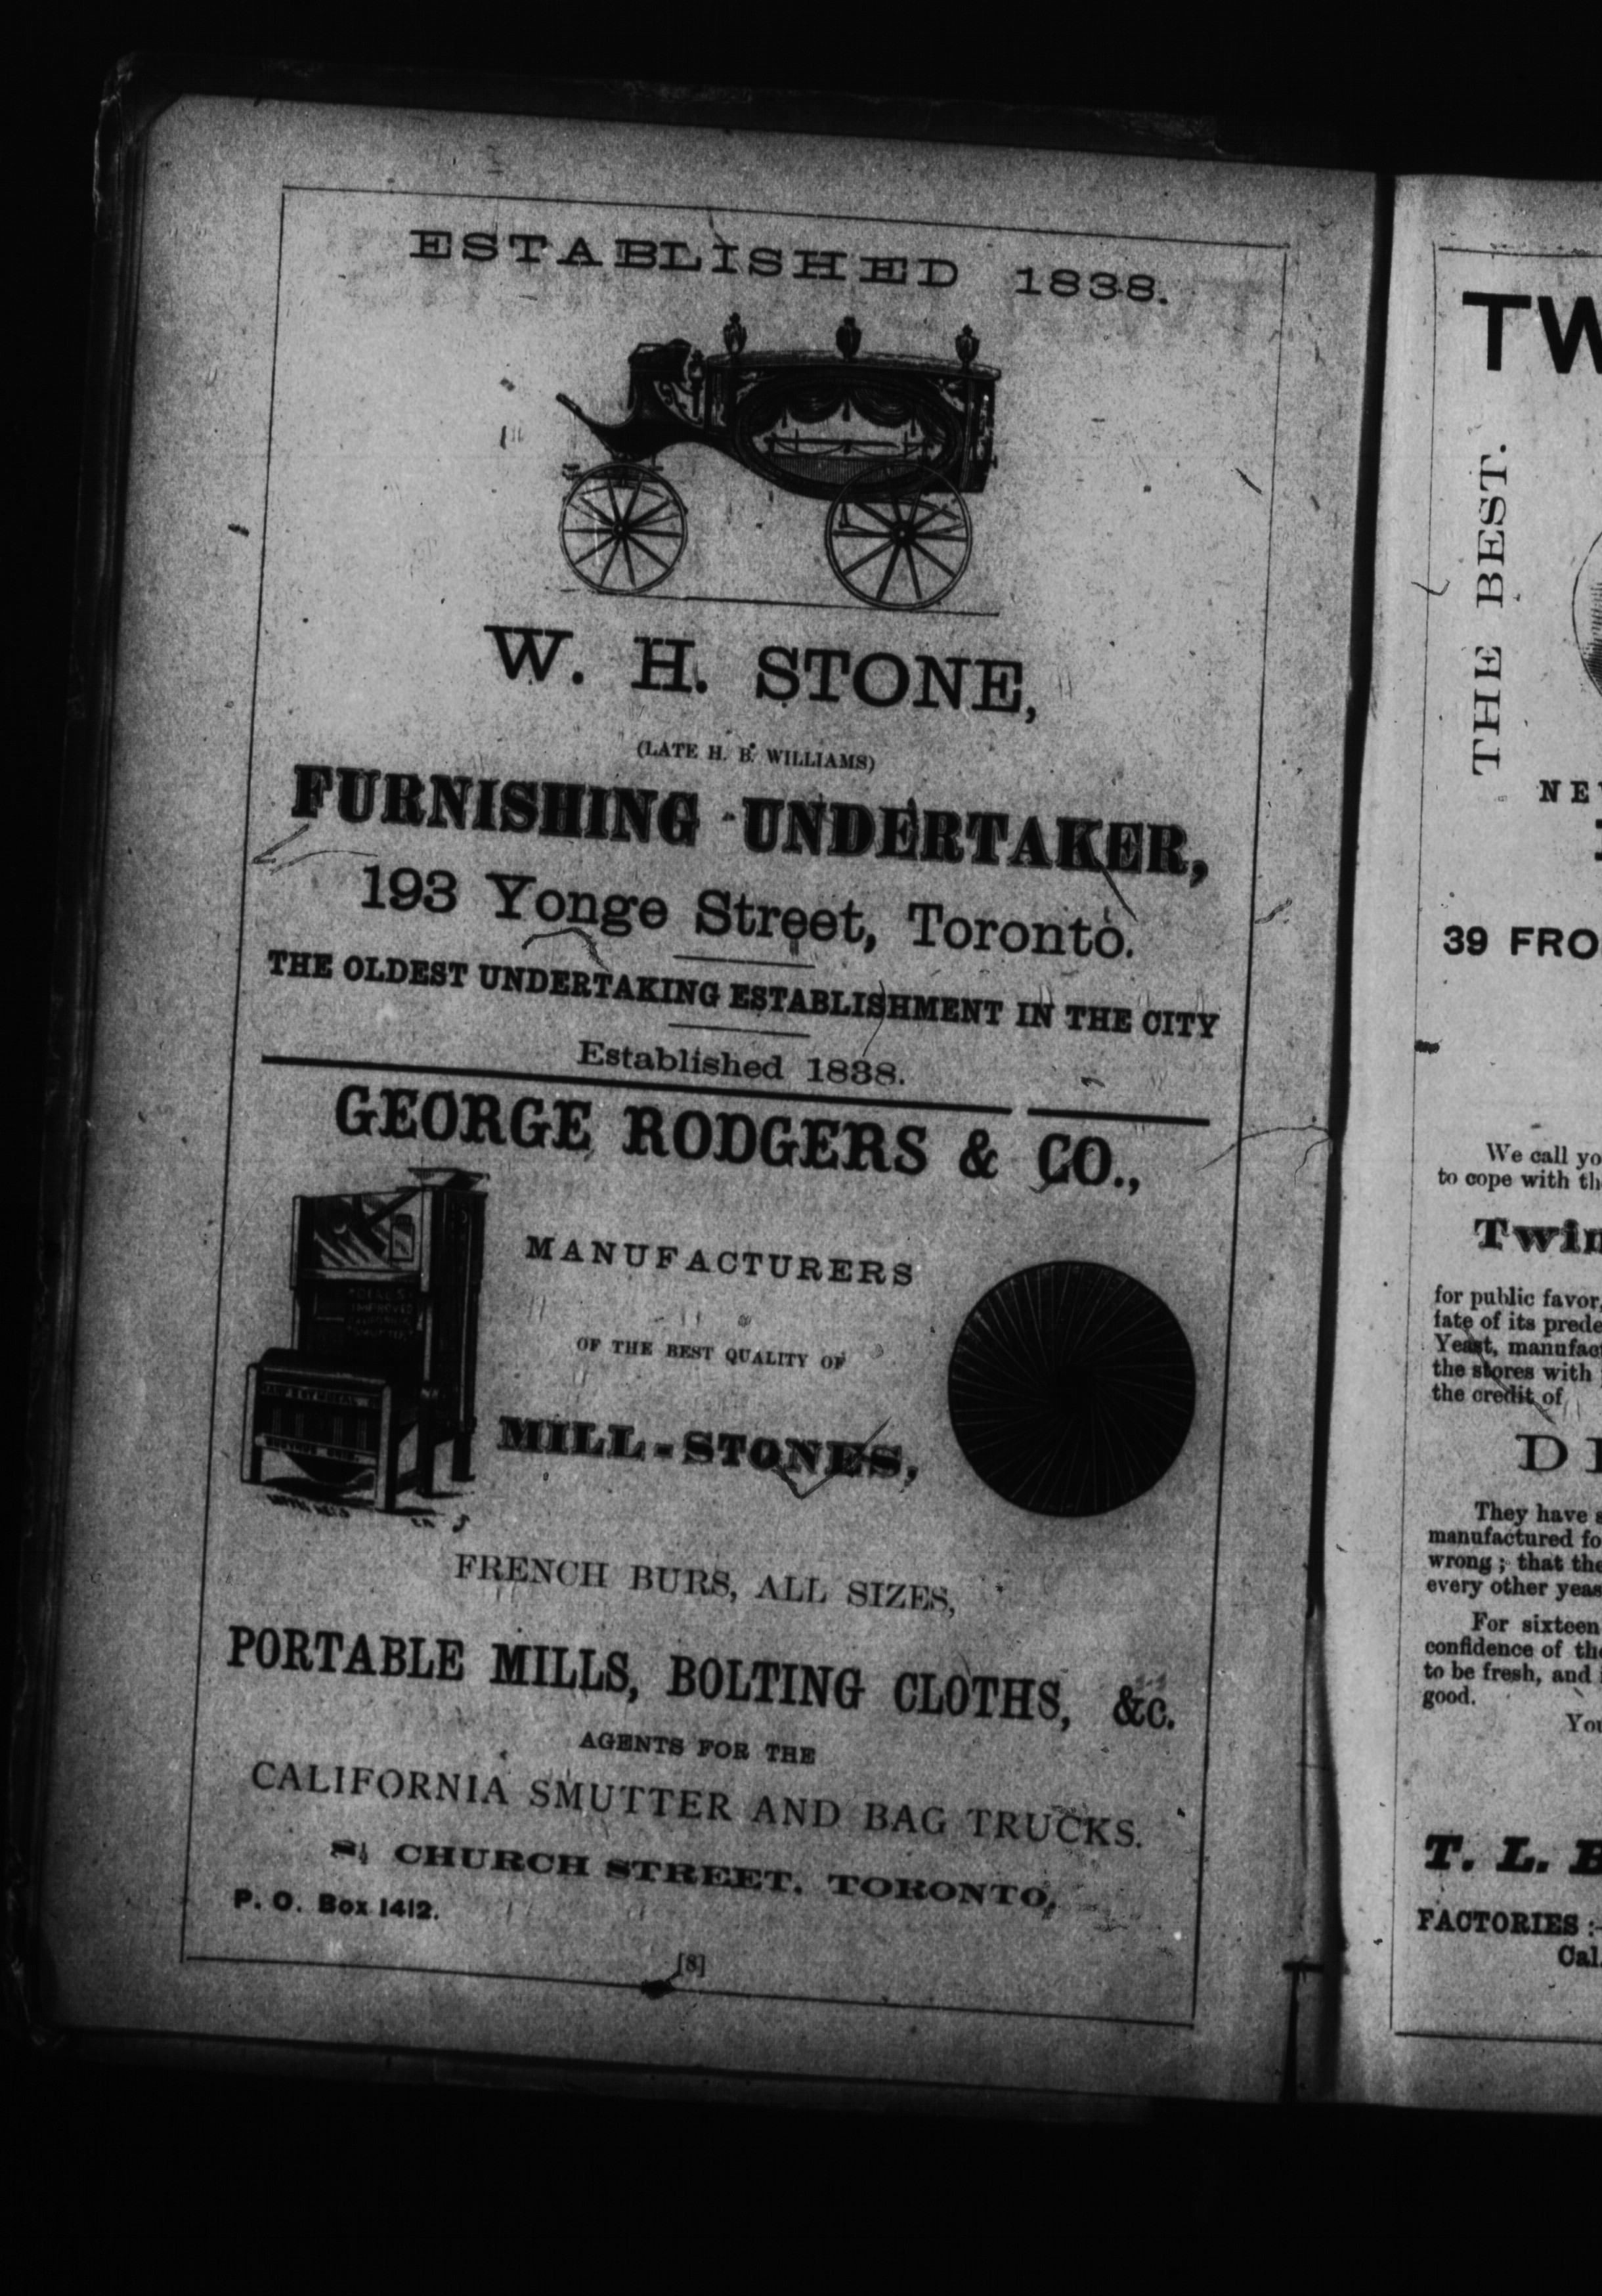 ESTABLISHED 1838.
W. H. STONE,
(LATE H. B. WILLIAMS)
FURNISHING UNDERTAKER,
193 Yonge Street, Toronto.
THE OLDEST UNDERTAKING ESTABLISHMENT IN THE CITY
Established 1838.
GEORGE RODGERS & CO.,
MANUFACTURERS
OF THE BEST QUALITY OF
MILL-STONES,
FRENCH BURS, ALL SIZES,
PORTABLE MILLS, BOLTING CLOTHS, &c.
AGENTS FOR THE
CALIFORNIA SMUTTER AND BAG TRUCKS.
CHURCH STREET, TORONTO,
P. O. Box 1412.
[8]
TW
THE BEST.
NE
39 FRO
We call yo
to cope with th
Twin
for public favor,
fate of its prede
Yeast, manufac
the stores with
the credit of
D
They have s
manufactured fo
wrong; that the
every other yeas
For sixteen
confidence of the
to be fresh, and i
good.
You
T. L. B
FACTORIES:—
Cal.